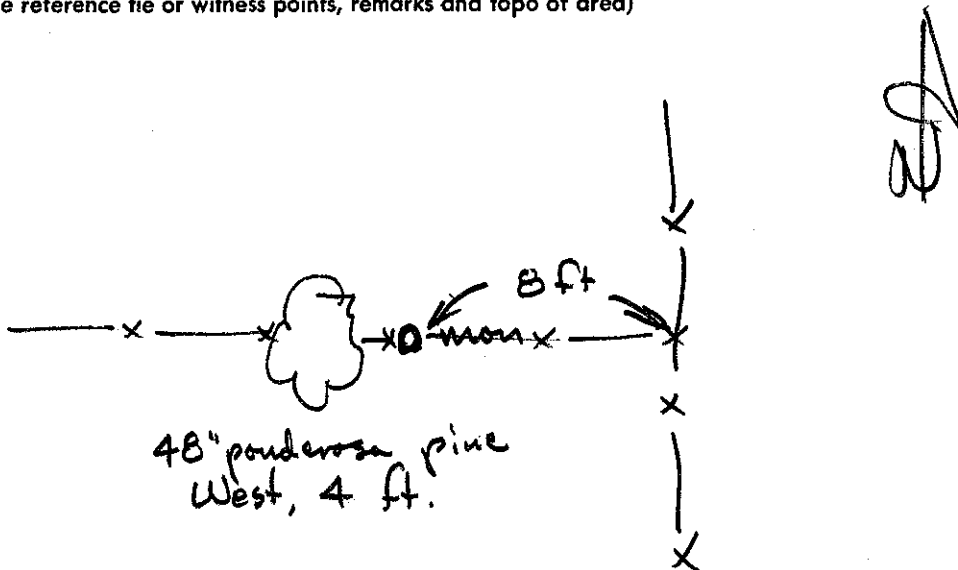 e reference tie or witness points, remarks and topo of area)
8 ft
mon
48" ponderosa pine
West, 4 ft.